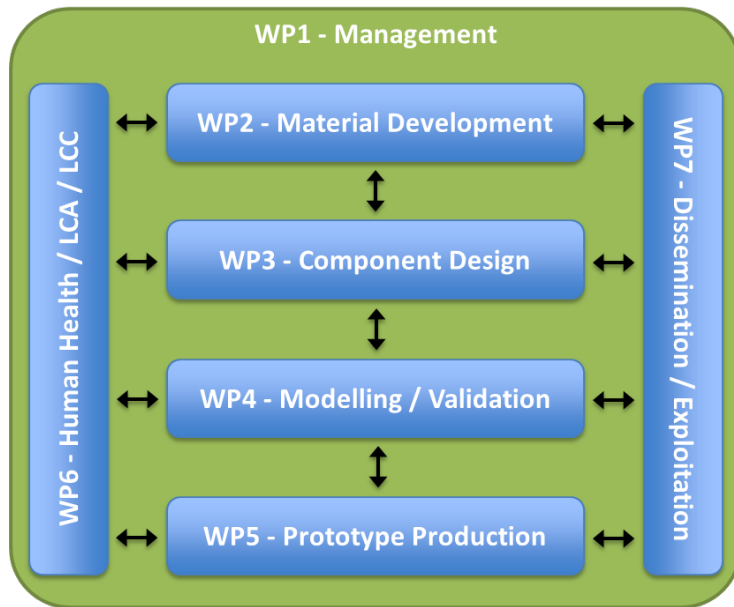 WP1 - Management
WP6 - Human Health / LCA / LCC
WP2 - Material Development
WP3 - Component Design
WP4 - Modelling / Validation
WP5 - Prototype Production
WP7 - Dissemination / Exploitation